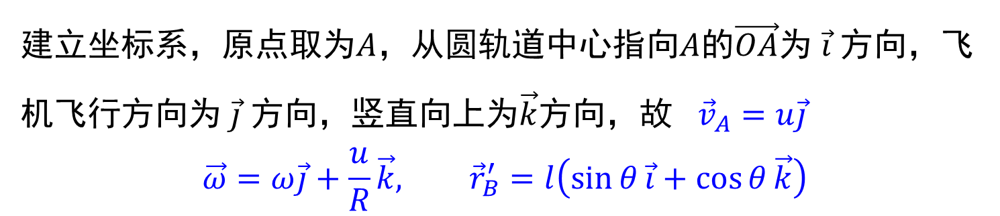 建立坐标系，原点取为$A$，从圆轨道中心指向$A$的$\overrightarrow{OA}$为 $\vec{\imath}$ 方向，飞
机飞行方向为 $\vec{\jmath}$ 方向，竖直向上为$\vec{k}$方向，故 $\vec{v}_A = u\vec{\jmath}$
$\vec{\omega} = \omega\vec{\jmath} + \frac{u}{R}\vec{k},$ $\vec{r}'_B = l(\sin\theta\,\vec{\imath} + \cos\theta\,\vec{k})$